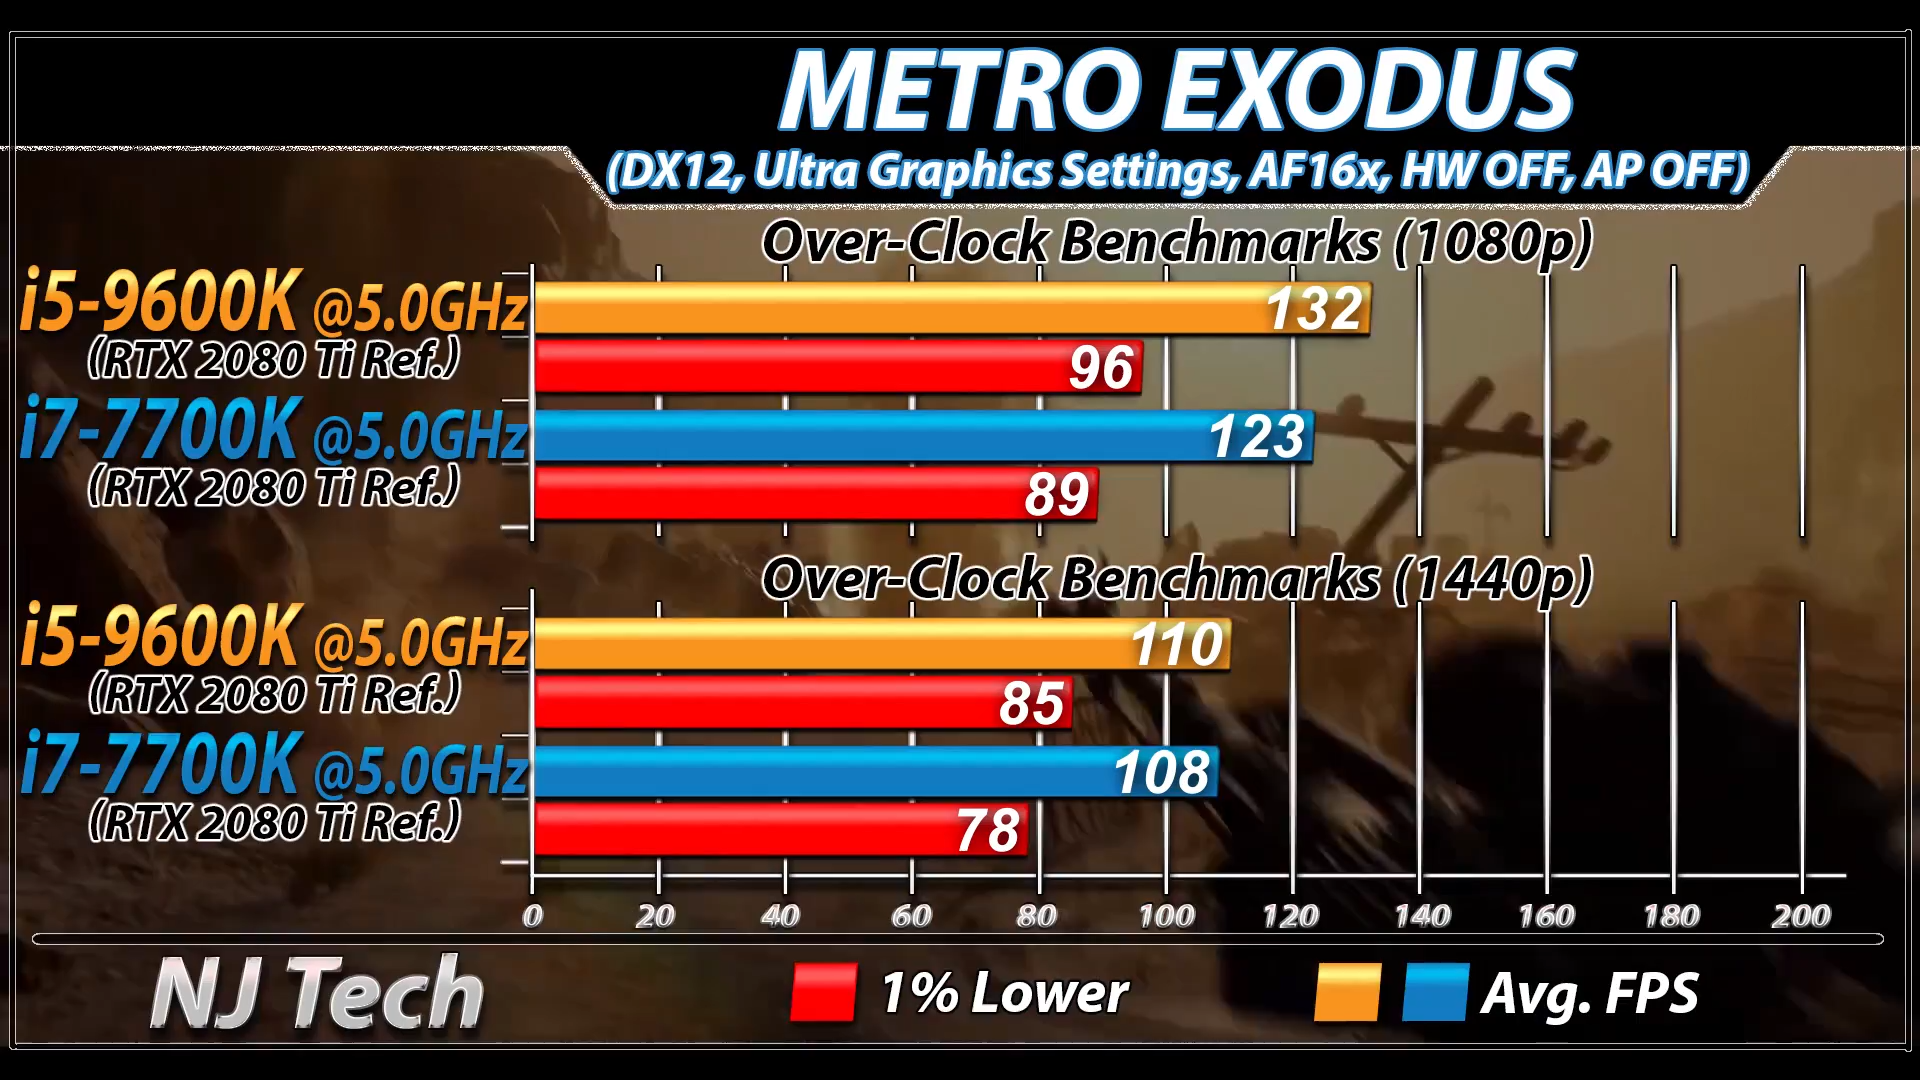 METRO EXODUS
(DX12, Ultra Graphics Settings, AF16x, HW OFF, AP OFF)
Over-Clock Benchmarks (1080p)
i5-9600K @5.0GHz
132
(RTX 2080 Ti Ref.)
96
i7-7700K @5.0GHz
123
(RTX 2080 Ti Ref.)
89
Over-Clock Benchmarks (1440p)
i5-9600K @5.0GHz
110
(RTX 2080 Ti Ref.)
85
i7-7700K @5.0GHz
108
(RTX 2080 Ti Ref.)
78
0 20 40 60 80 100 120 140 160 180 200
NJ Tech
1% Lower
Avg. FPS